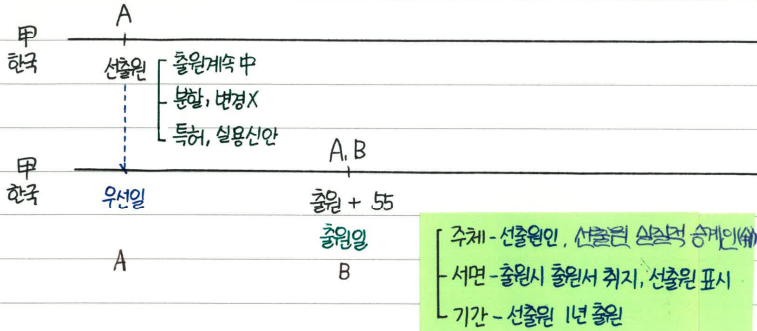 A
甲
한국
선출원
출원계속 中
분할, 변경X
특허, 실용신안
甲
한국
A, B
우선일
출원 + 55
출원일
A
B
주체 - 선출원인, 선출원 실질적 승계인
서면 - 출원시 출원서 취지, 선출원 표시
기간 - 선출원 1년 출원